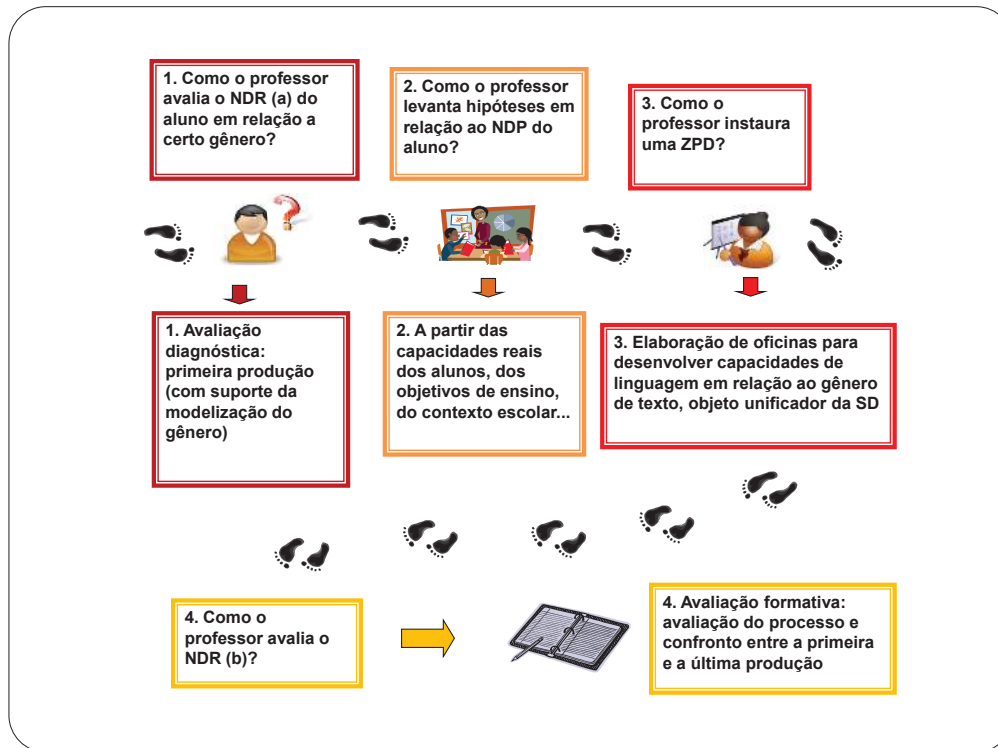 1. Como o professor
avalia o NDR (a) do
aluno em relação a
certo gênero?
2. Como o professor
levanta hipóteses em
relação ao NDP do
aluno?
3. Como o
professor instaura
uma ZPD?
1. Avaliação
diagnóstica:
primeira produção
(com suporte da
modelização do
gênero)
2. A partir das
capacidades reais
dos alunos, dos
objetivos de ensino,
do contexto escolar...
3. Elaboração de oficinas para
desenvolver capacidades de
linguagem em relação ao gênero
de texto, objeto unificador da SD
4. Como o
professor avalia o
NDR (b)?
4. Avaliação formativa:
avaliação do processo e
confronto entre a primeira
e a última produção